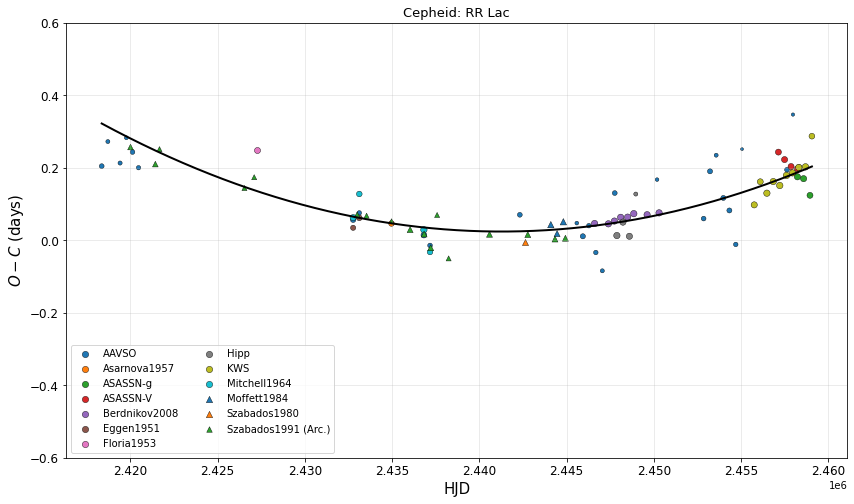 Cepheid: RR Lac
O − C (days)
0.6
0.4
0.2
0.0
−0.2
−0.4
−0.6
AAVSO
Asarnova1957
ASASSN-g
ASASSN-V
Berdnikov2008
Eggen1951
Floria1953
Hipp
KWS
Mitchell1964
Moffett1984
Szabados1980
Szabados1991 (Arc.)
2.420 2.425 2.430 2.435 2.440 2.445 2.450 2.455 2.460
1e6
HJD